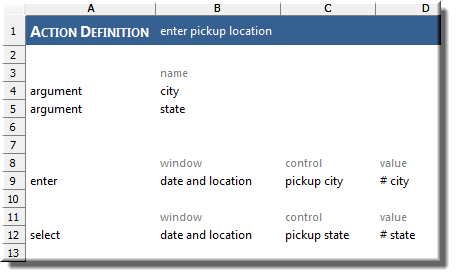 A B C D
1 ACTION DEFINITION enter pickup location
2
3 name
4 argument city
5 argument state
6
7
8 window control value
9 enter date and location pickup city # city
10
11 window control value
12 select date and location pickup state # state
13